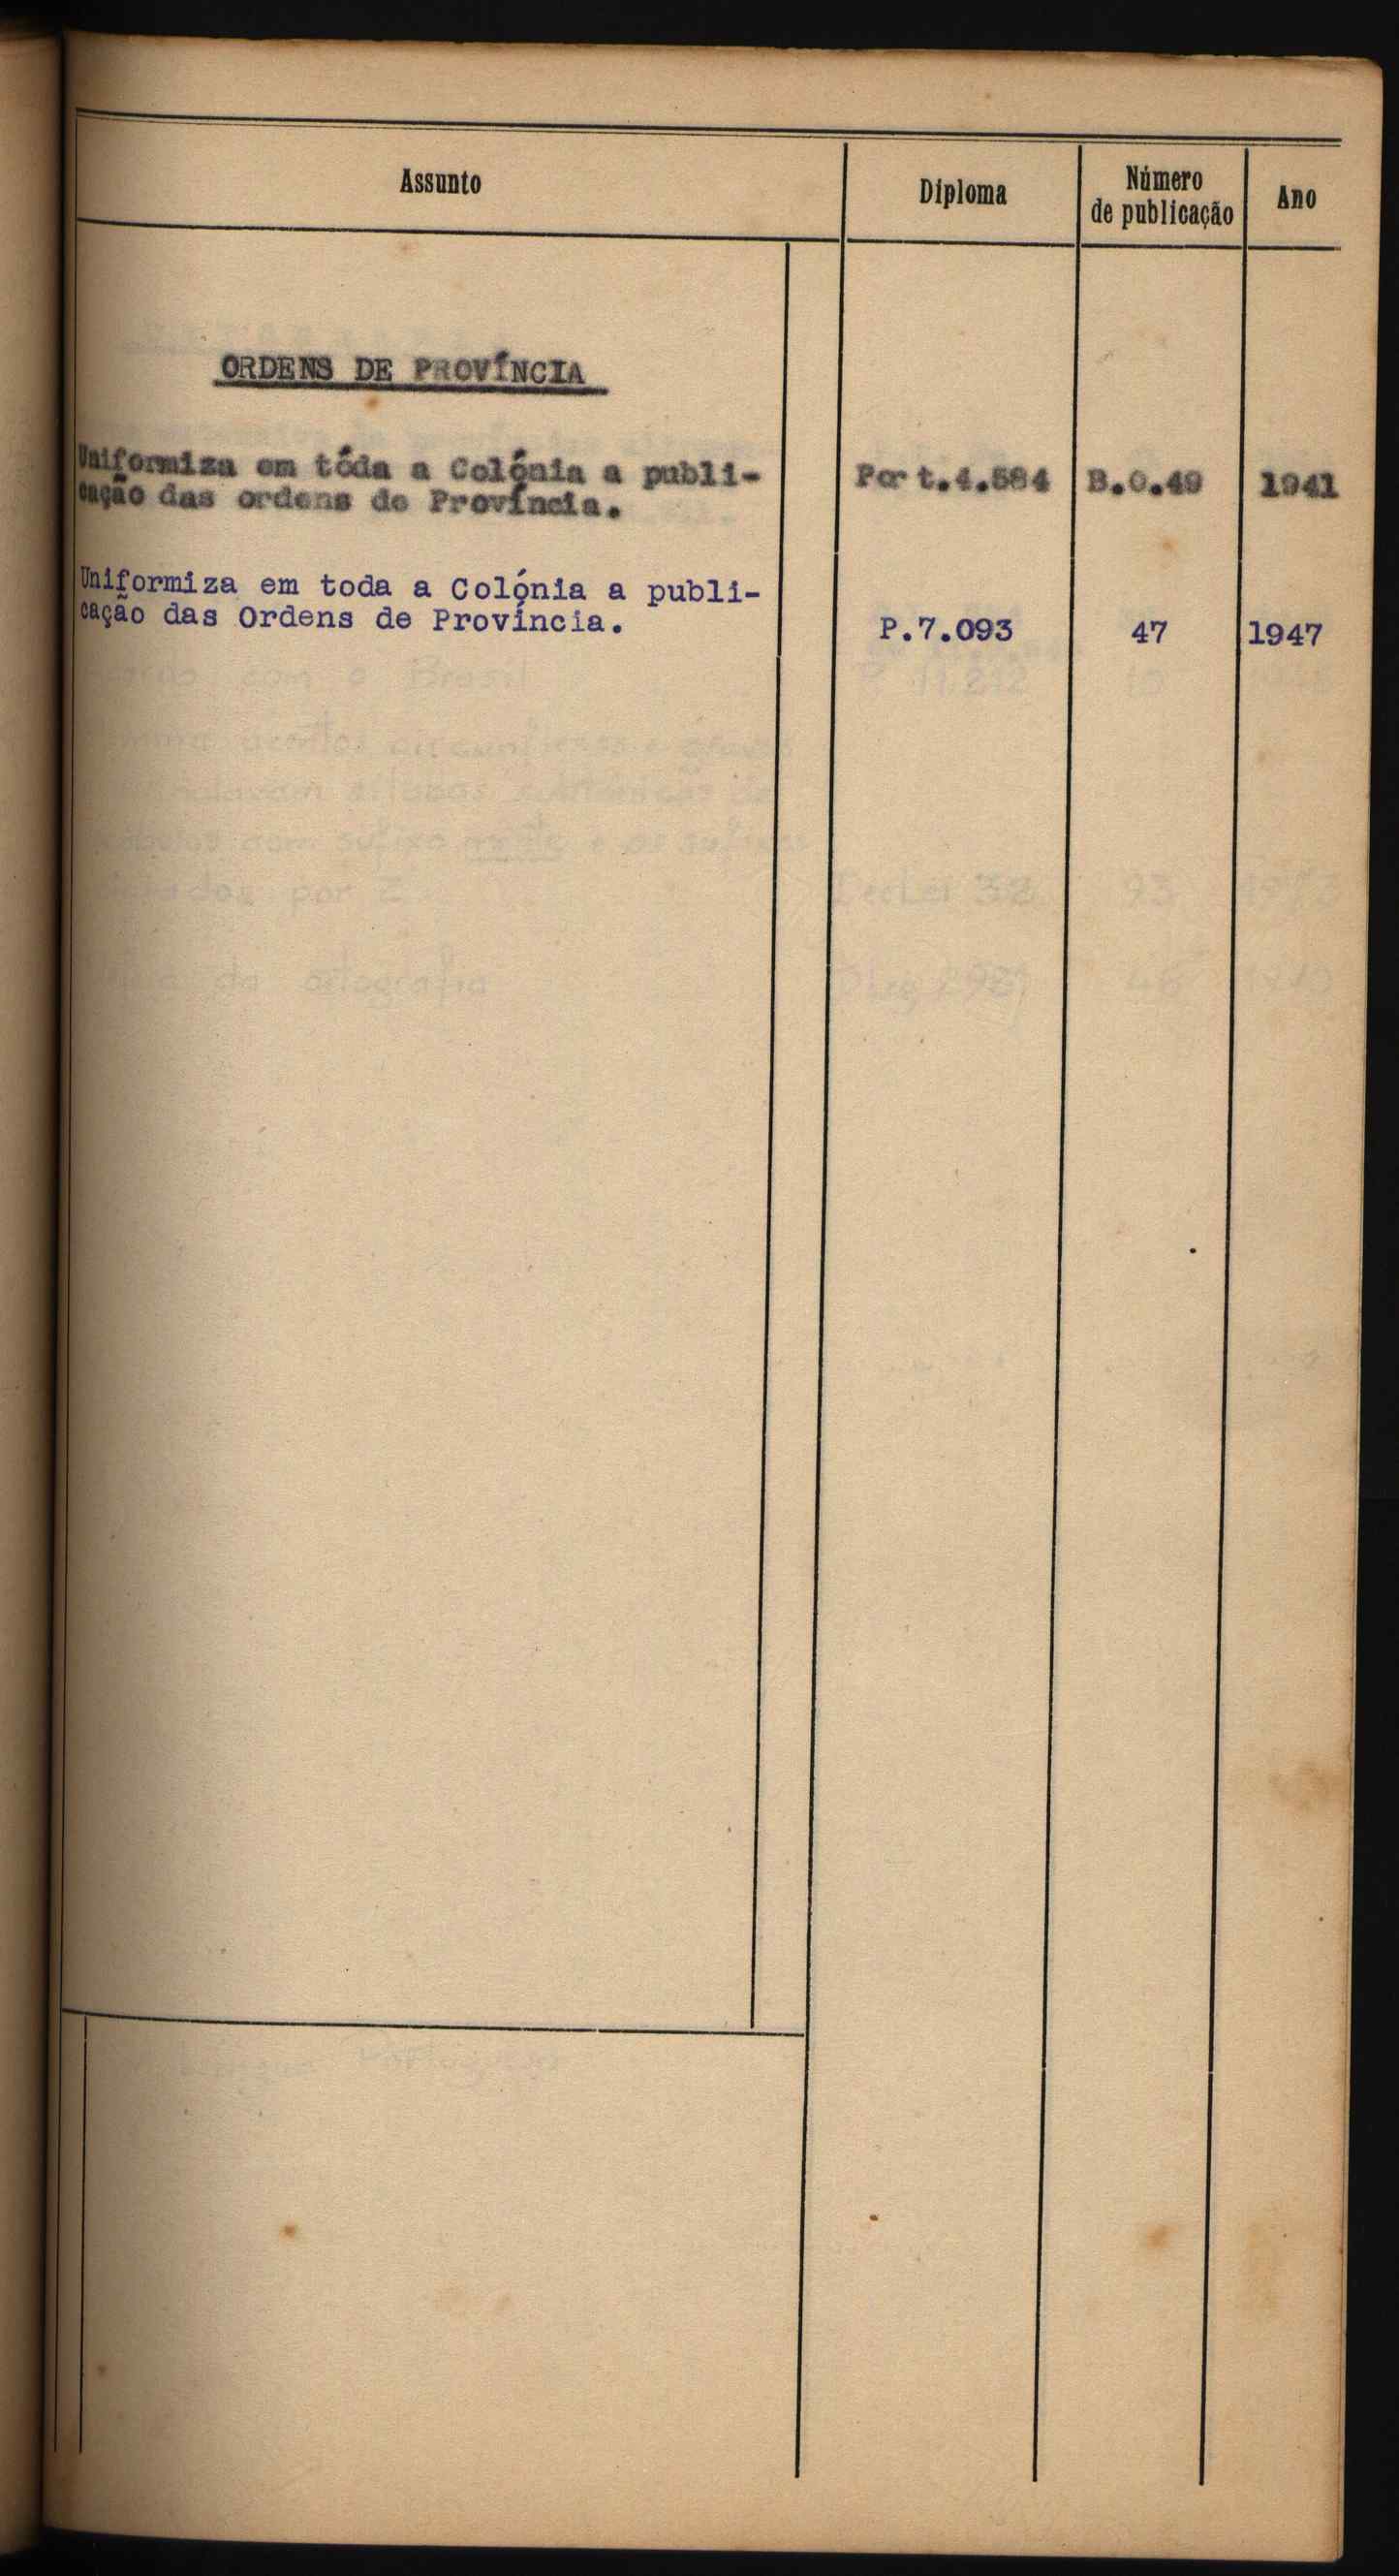 Assunto
Diploma
Número
de publicação
Ano
ORDENS DE PROVÍNCIA
Uniformiza em tôda a Colónia a publi- Port.4.584 B.O.49 1941
cação das ordens de Província.
Uniformiza em toda a Colónia a publi-
cação das Ordens de Província. P.7.093 47 1947